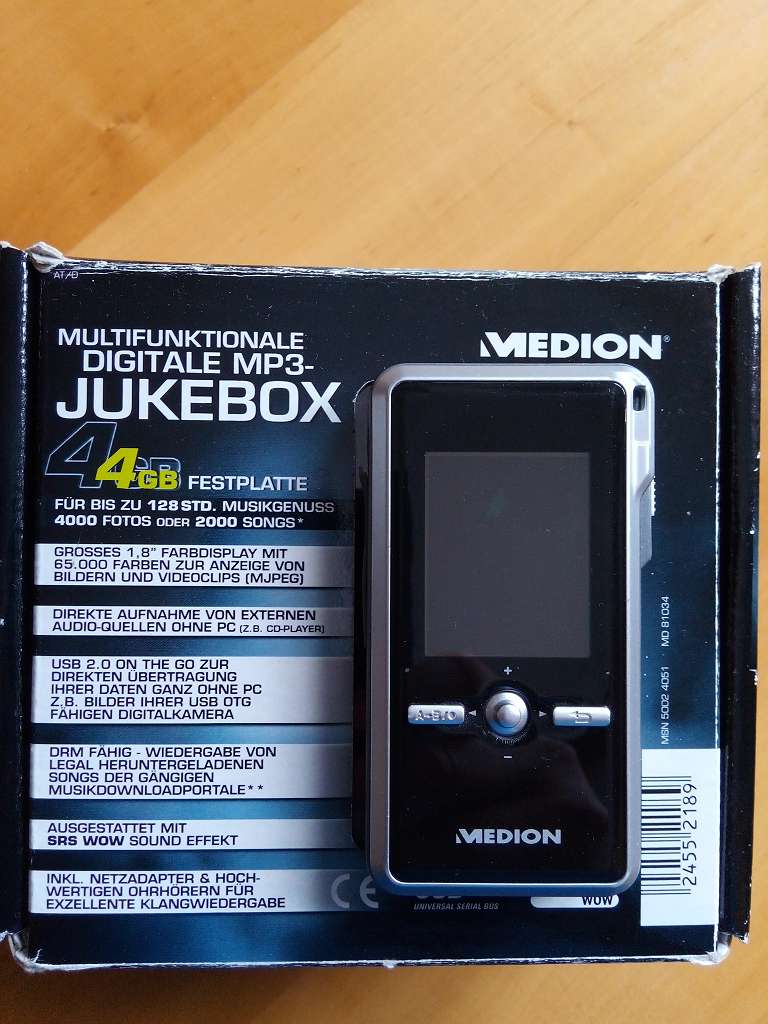 AT/D
MULTIFUNKTIONALE
DIGITALE MP3-
JUKEBOX
MEDION®
4GB FESTPLATTE
FÜR BIS ZU 128 STD. MUSIKGENUSS
4000 FOTOS ODER 2000 SONGS*
GROSSES 1,8" FARBDISPLAY MIT
65.000 FARBEN ZUR ANZEIGE VON
BILDERN UND VIDEOCLIPS (MJPEG)
DIREKTE AUFNAHME VON EXTERNEN
AUDIO-QUELLEN OHNE PC (Z.B. CD-PLAYER)
USB 2.0 ON THE GO ZUR
DIREKTEN ÜBERTRAGUNG
IHRER DATEN GANZ OHNE PC
Z.B. BILDER IHRER USB OTG
FÄHIGEN DIGITALKAMERA
DRM FÄHIG - WIEDERGABE VON
LEGAL HERUNTERGELADENEN
SONGS DER GÄNGIGEN
MUSIKDOWNLOADPORTALE**
AUSGESTATTET MIT
SRS WOW SOUND EFFEKT
INKL. NETZADAPTER & HOCH-
WERTIGEN OHRHÖRERN FÜR
EXZELLENTE KLANGWIEDERGABE
CE
+
A-B/O
-
MEDION
UNIVERSAL SERIAL BUS
WOW
MSN 5002 4051 MD 81034
2455 2189